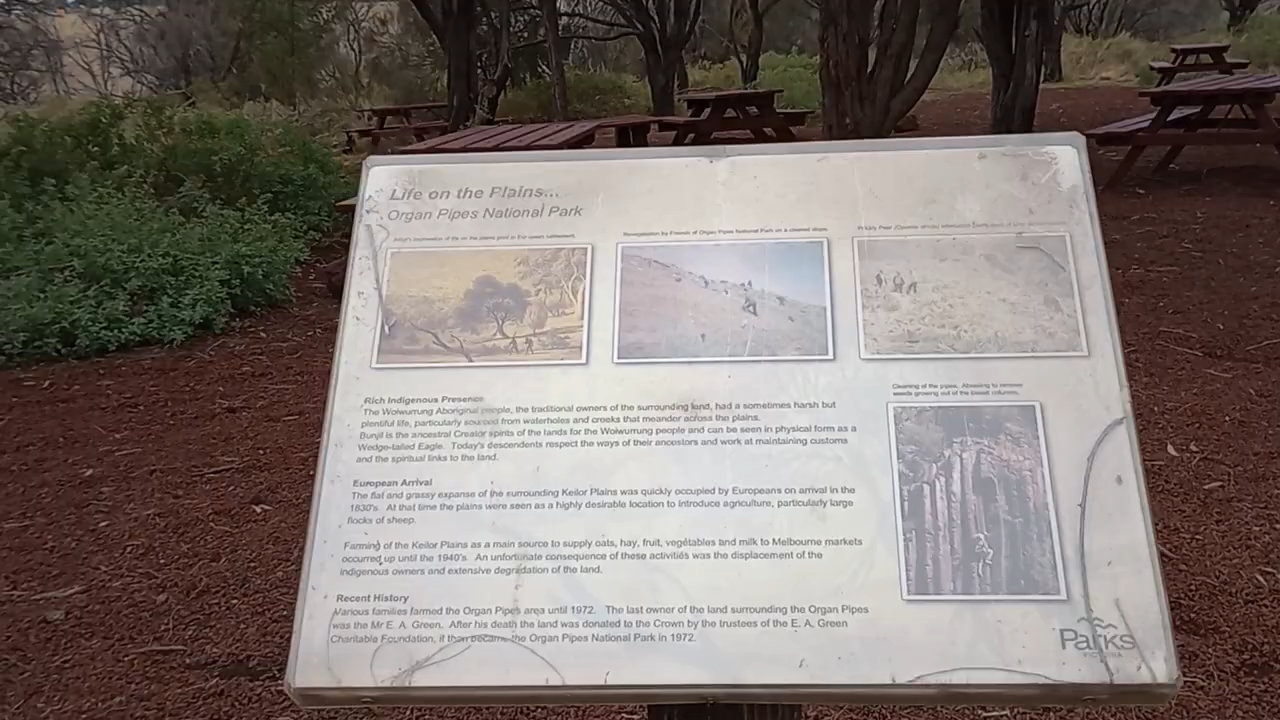 Life on the Plains...
Organ Pipes National Park
Artist's impression of life on the plains prior to European settlement.
Revegetation by Friends of Organ Pipes National Park on a cleared slope.
Prickly Pear
Cleaning of the pipes. Abseiling to remove
weeds growing out of the basalt columns.
Rich Indigenous Presence
The Woiwurrung Aboriginal people, the traditional owners of the surrounding land, had a sometimes harsh but
plentiful life, particularly sourced from waterholes and creeks that meander across the plains.
Bunjil is the ancestral Creator spirits of the lands for the Woiwurrung people and can be seen in physical form as a
Wedge-tailed Eagle. Today's descendents respect the ways of their ancestors and work at maintaining customs
and the spiritual links to the land.
European Arrival
The flat and grassy expanse of the surrounding Keilor Plains was quickly occupied by Europeans on arrival in the
1830's. At that time the plains were seen as a highly desirable location to introduce agriculture, particularly large
flocks of sheep.
Farming of the Keilor Plains as a main source to supply oats, hay, fruit, vegetables and milk to Melbourne markets
occurred up until the 1940's. An unfortunate consequence of these activities was the displacement of the
indigenous owners and extensive degradation of the land.
Recent History
Various families farmed the Organ Pipes area until 1972. The last owner of the land surrounding the Organ Pipes
was the Mr E. A. Green. After his death the land was donated to the Crown by the trustees of the E. A. Green
Charitable Foundation, it then became the Organ Pipes National Park in 1972.
Parks
VICTORIA